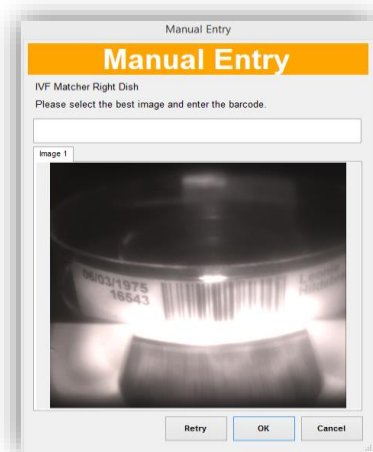 Manual Entry
Manual Entry
IVF Matcher Right Dish
Please select the best image and enter the barcode.
Image 1
06/03/1975
16543
Retry
OK
Cancel